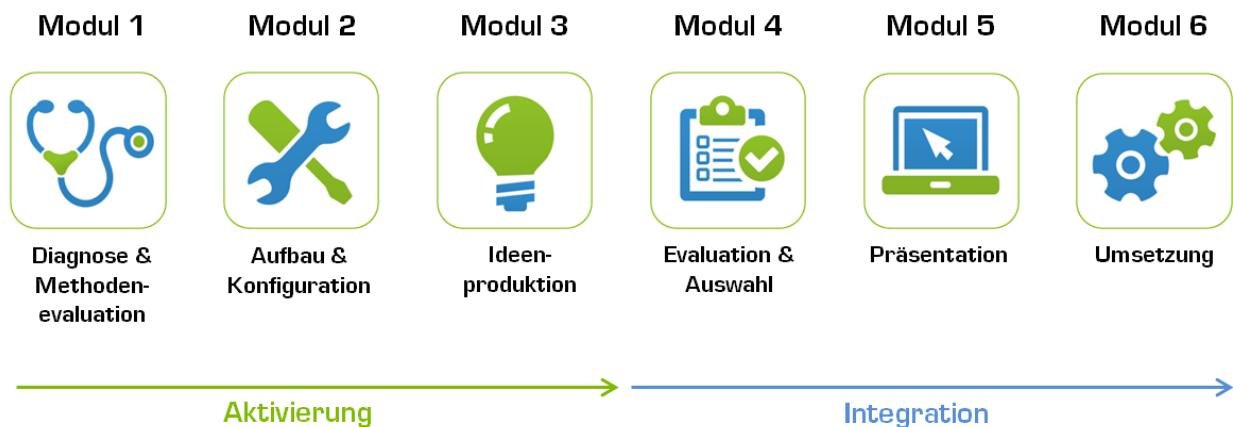 Modul 1
Modul 2
Modul 3
Modul 4
Modul 5
Modul 6
Diagnose &
Methoden-
evaluation
Aufbau &
Konfiguration
Ideen-
produktion
Evaluation &
Auswahl
Präsentation
Umsetzung
Aktivierung
Integration